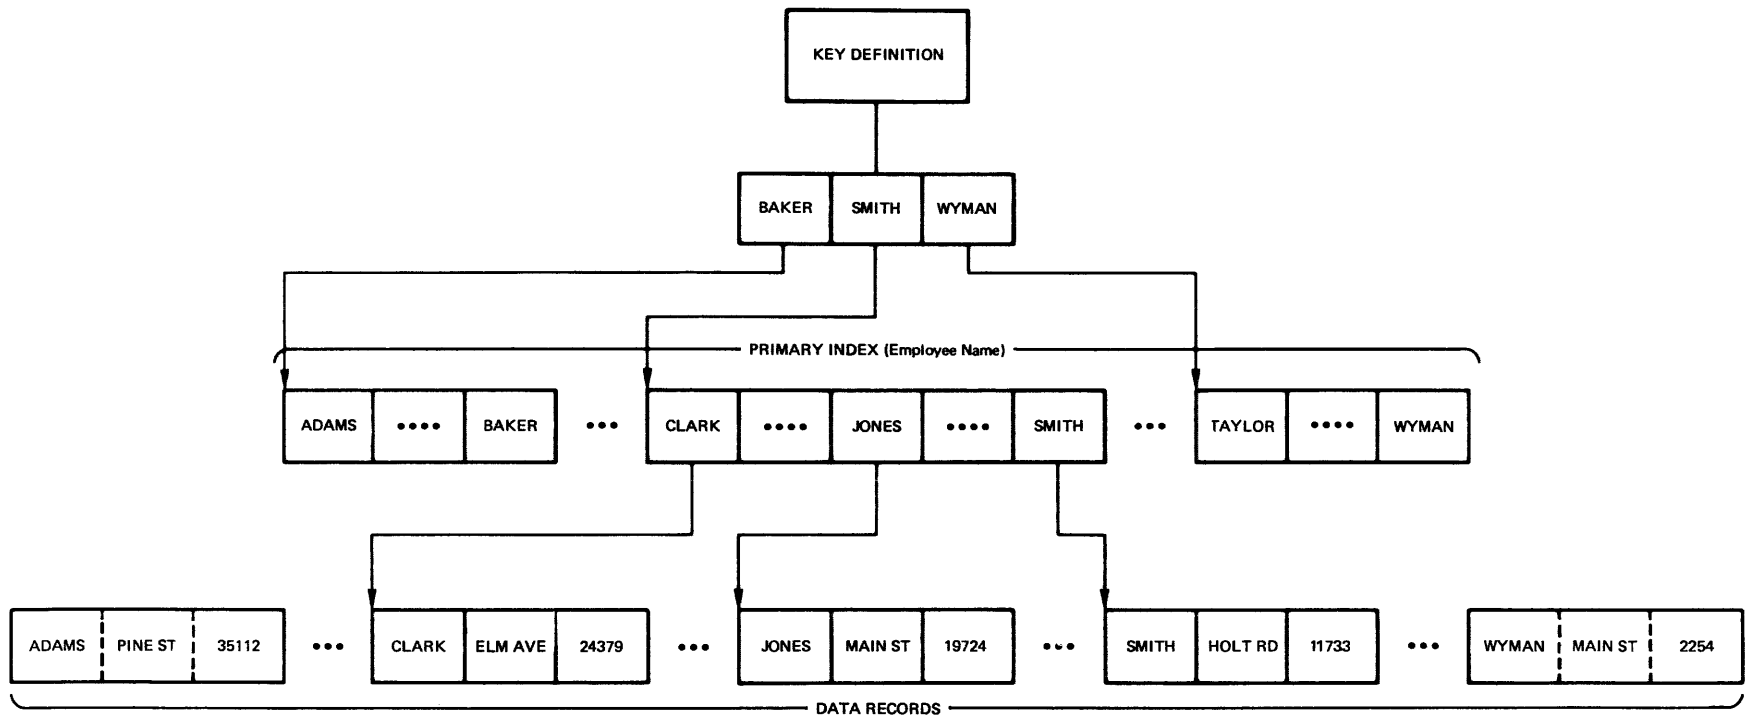 KEY DEFINITION
BAKER SMITH WYMAN
PRIMARY INDEX (Employee Name)
ADAMS •••• BAKER ••• CLARK •••• JONES •••• SMITH ••• TAYLOR •••• WYMAN
ADAMS PINE ST 35112 ••• CLARK ELM AVE 24379 ••• JONES MAIN ST 19724 ••• SMITH HOLT RD 11733 ••• WYMAN MAIN ST 2254
DATA RECORDS